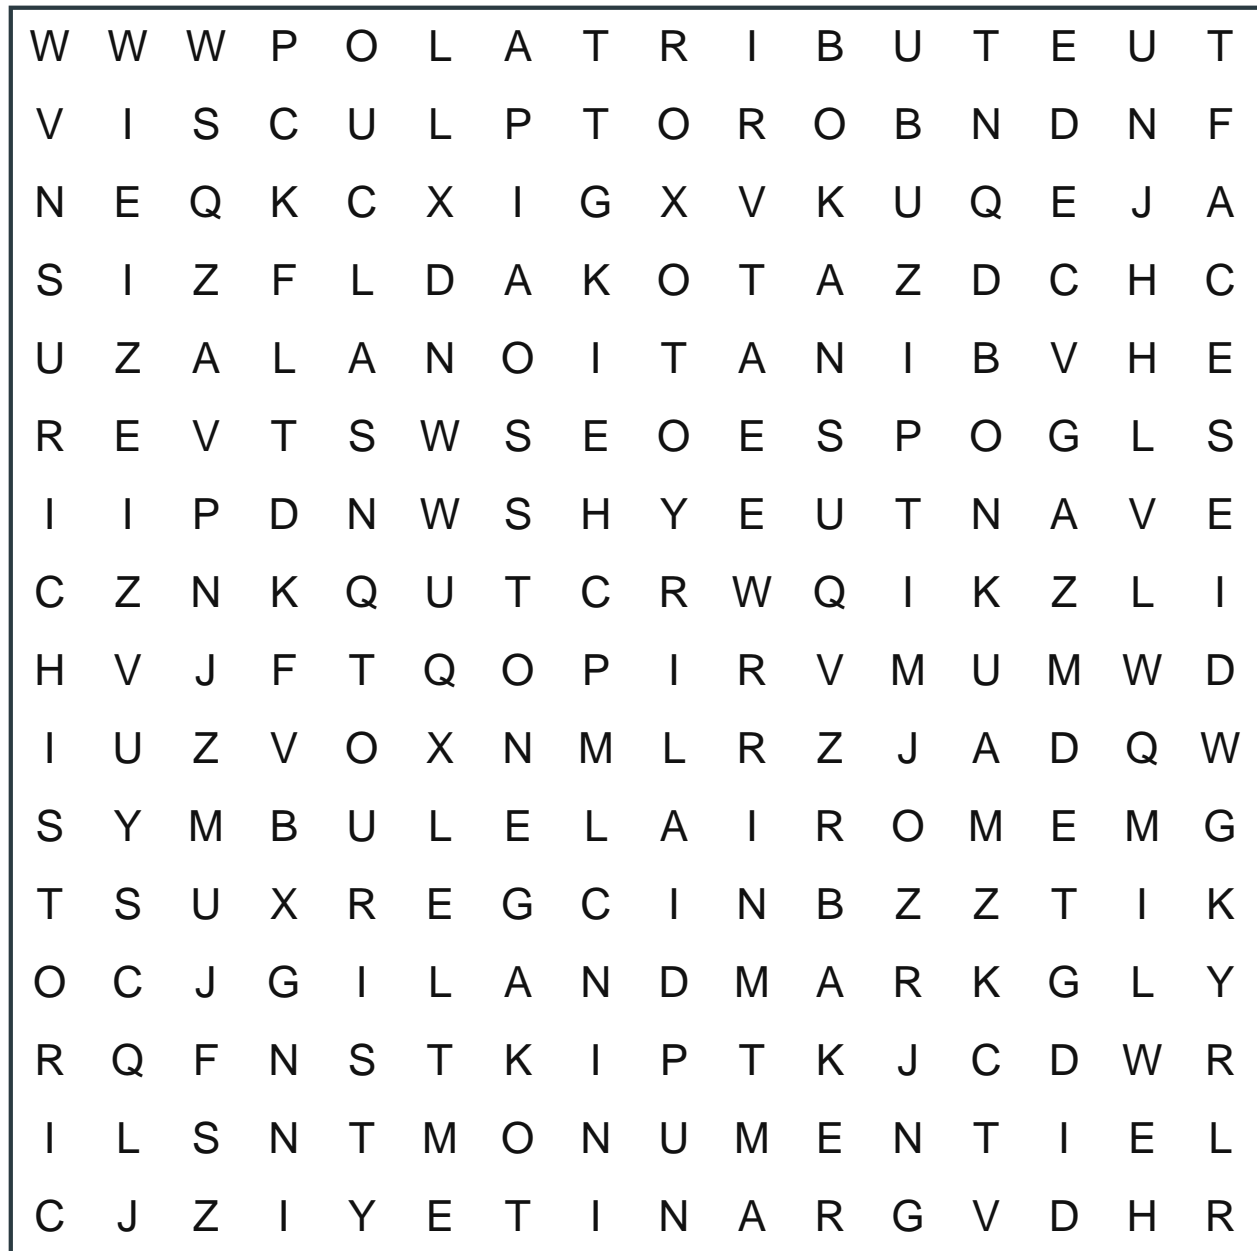 W W W P O L A T R I B U T E U T
V I S C U L P T O R O B N D N F
N E Q K C X I G X V K U Q E J A
S I Z F L D A K O T A Z D C H C
U Z A L A N O I T A N I B V H E
R E V T S W S E O E S P O G L S
I I P D N W S H Y E U T N A V E
C Z N K Q U T C R W Q I K Z L I
H V J F T Q O P I R V M U M W D
I U Z V O X N M L R Z J A D Q W
S Y M B U L E L A I R O M E M G
T S U X R E G C I N B Z Z T I K
O C J G I L A N D M A R K G L Y
R Q F N S T K I P T K J C D W R
I L S N T M O N U M E N T I E L
C J Z I Y E T I N A R G V D H R